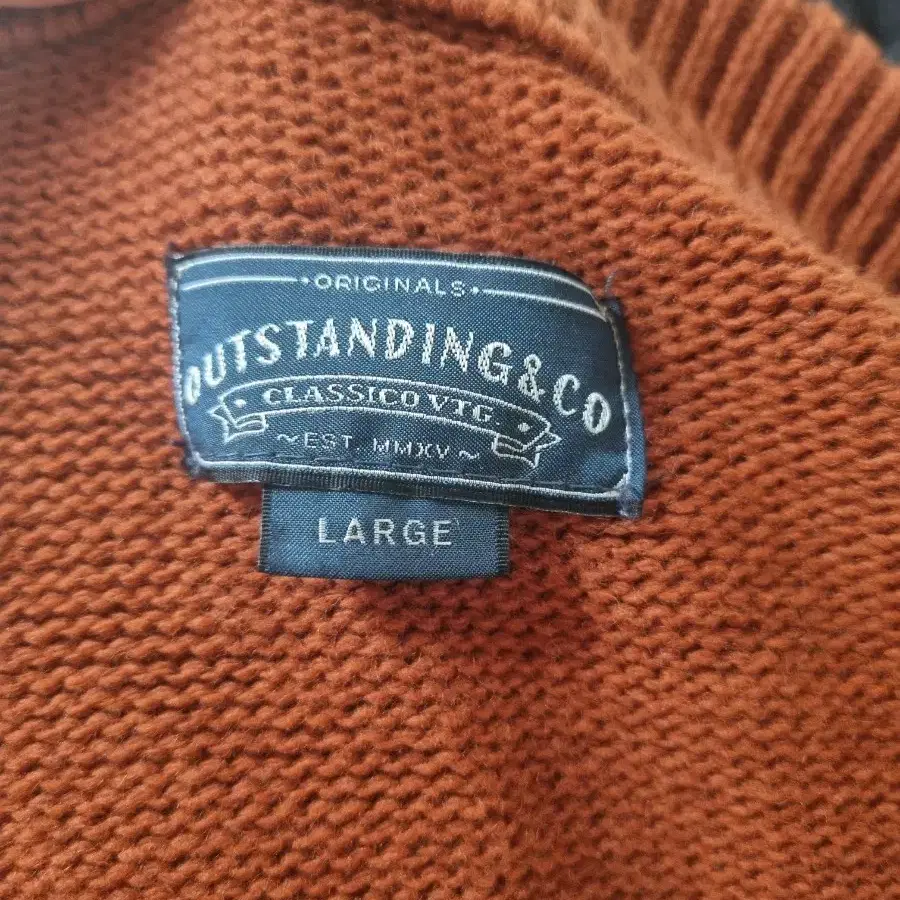 •ORIGINALS•
OUTSTANDING&CO
• CLASSICO VTG. •
~EST. MMXV~
LARGE